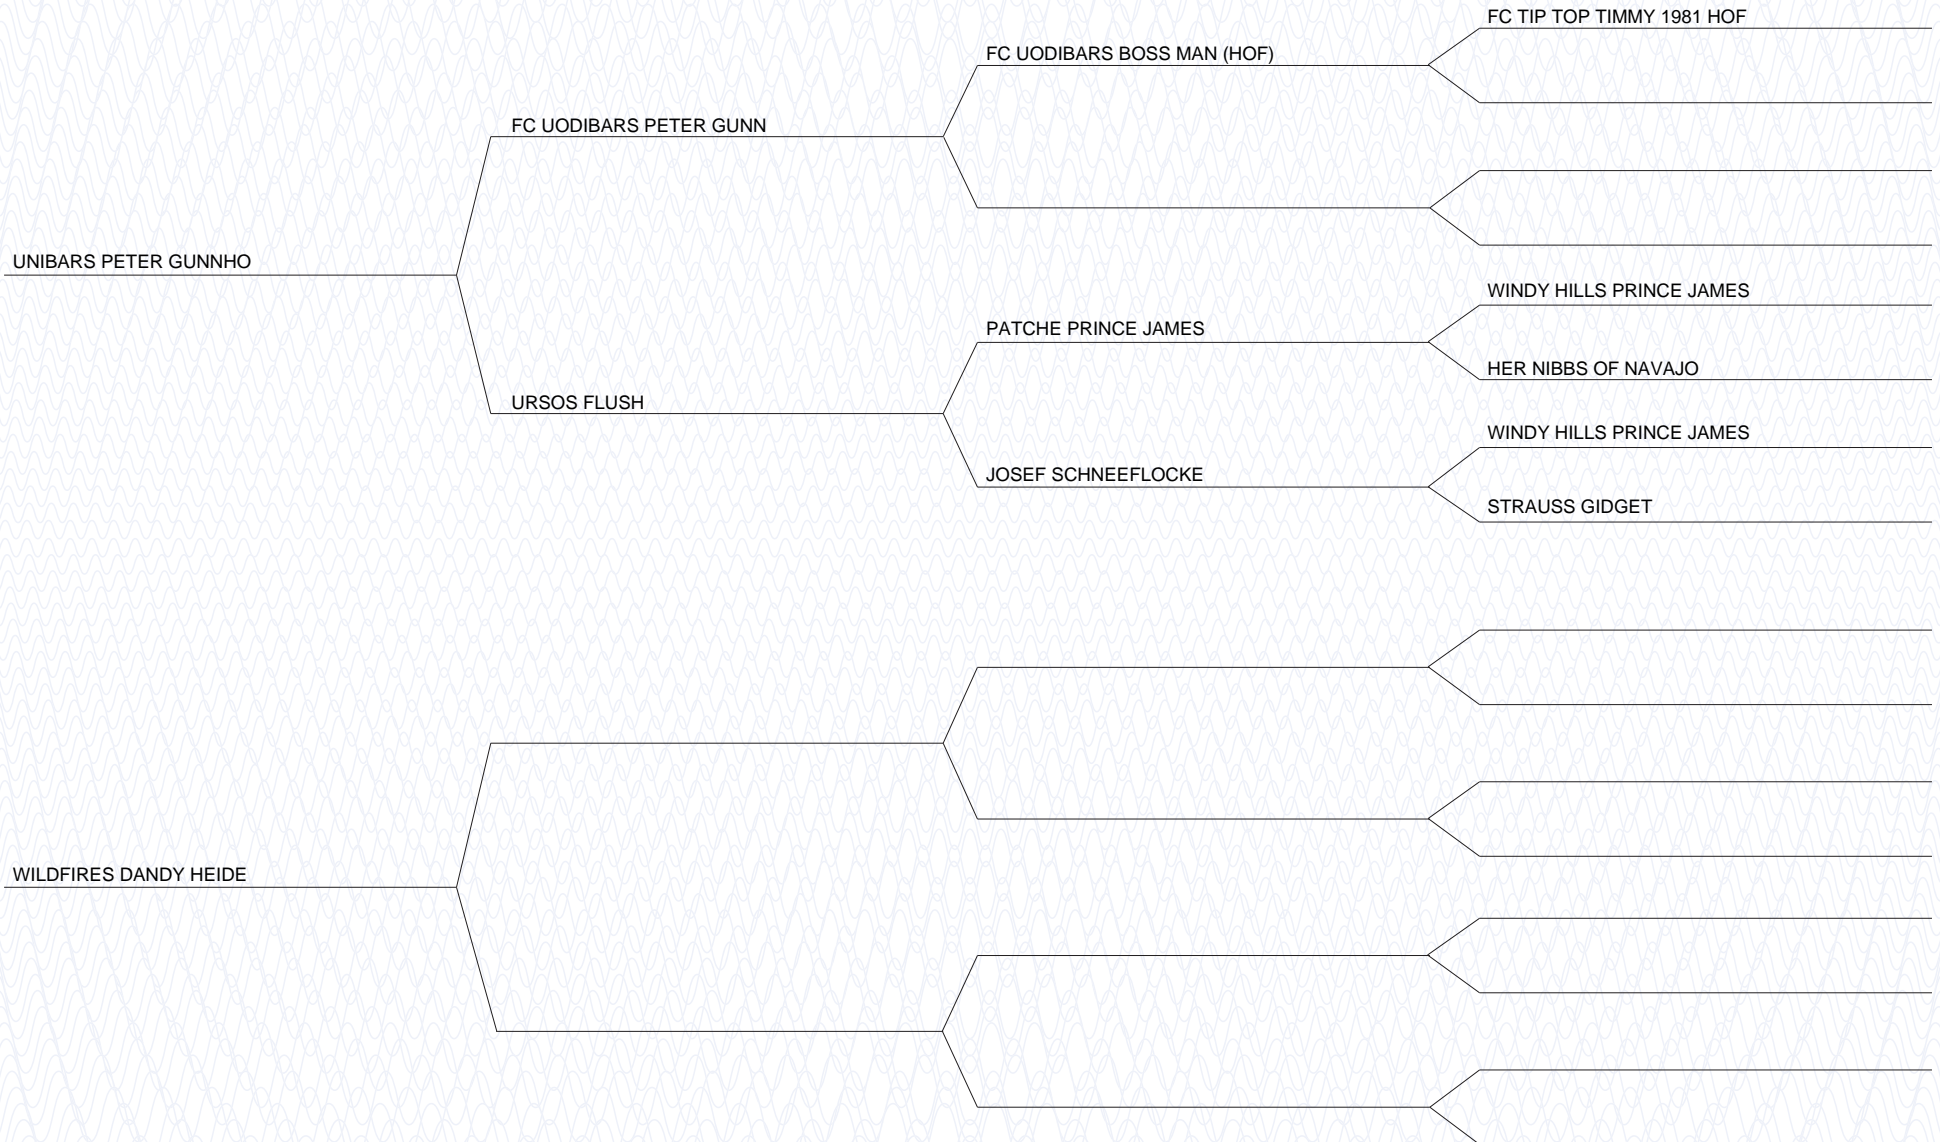 FC TIP TOP TIMMY 1981 HOF
FC UODIBARS BOSS MAN (HOF)
FC UODIBARS PETER GUNN
UNIBARS PETER GUNNHO
WINDY HILLS PRINCE JAMES
PATCHE PRINCE JAMES
HER NIBBS OF NAVAJO
URSOS FLUSH
WINDY HILLS PRINCE JAMES
JOSEF SCHNEEFLOCKE
STRAUSS GIDGET
WILDFIRES DANDY HEIDE